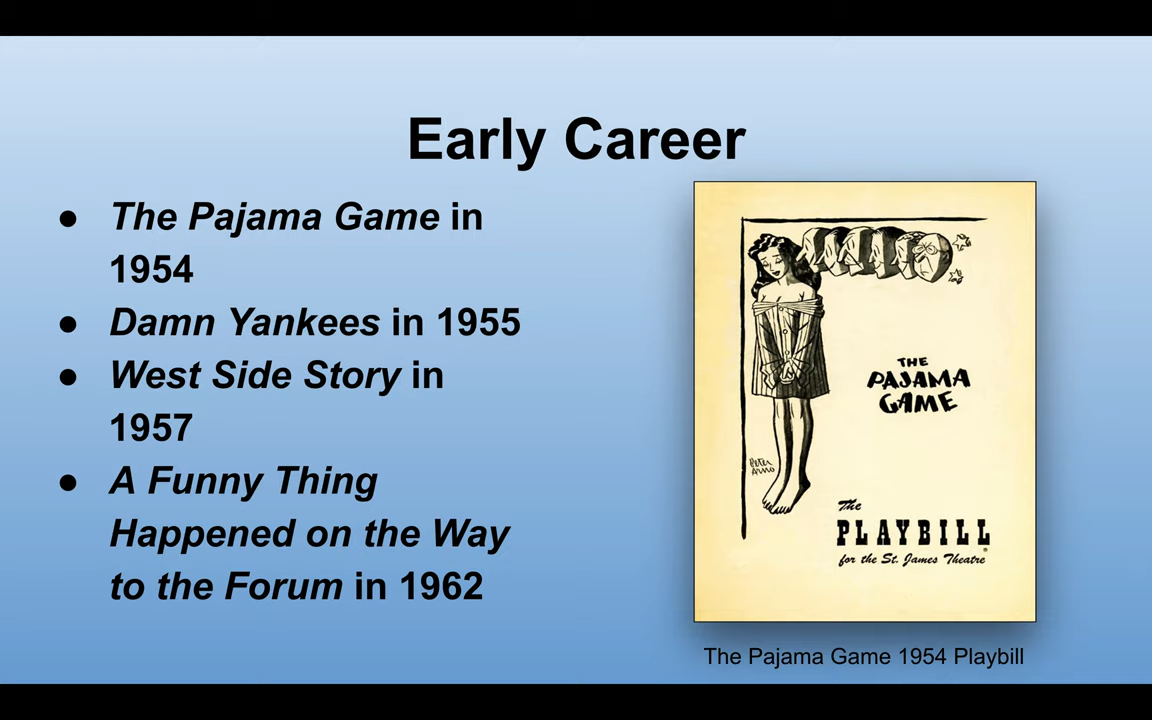 Early Career
● The Pajama Game in
1954
● Damn Yankees in 1955
● West Side Story in
1957
● A Funny Thing
Happened on the Way
to the Forum in 1962
THE
PAJAMA
GAME
Peter
Arno
The
PLAYBILL
for the St. James Theatre
The Pajama Game 1954 Playbill